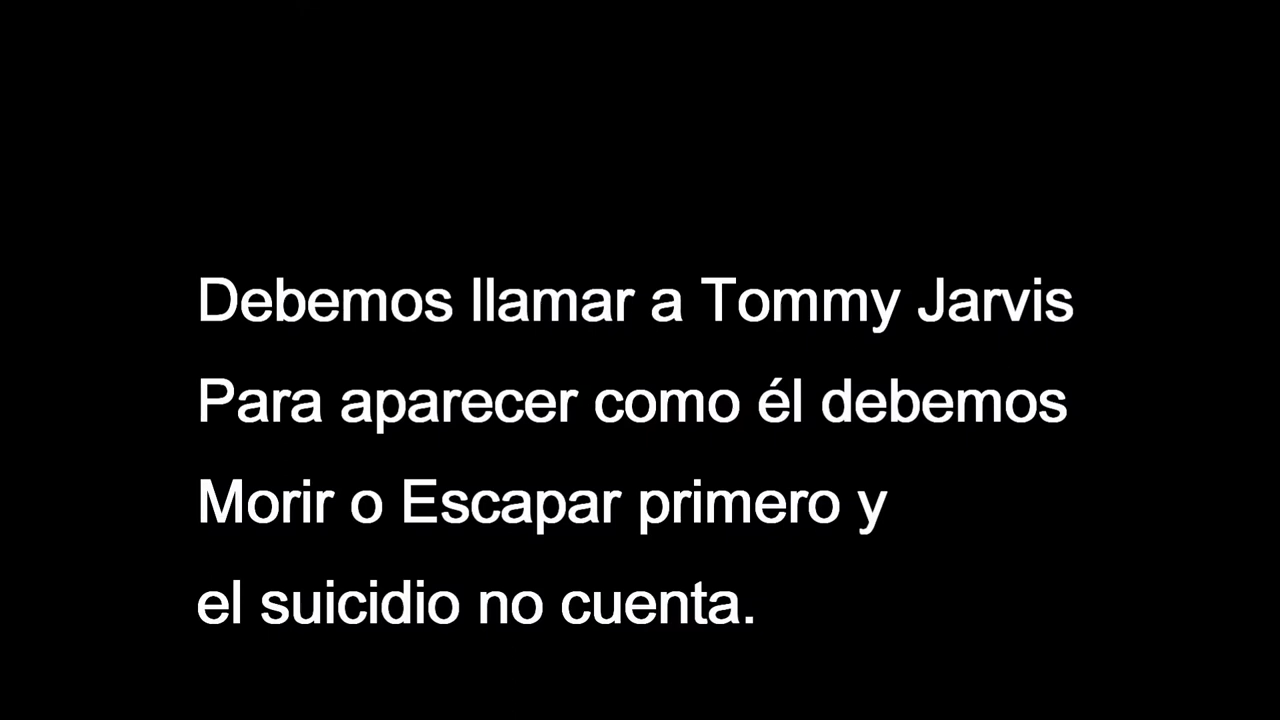 Debemos llamar a Tommy Jarvis
Para aparecer como él debemos
Morir o Escapar primero y
el suicidio no cuenta.